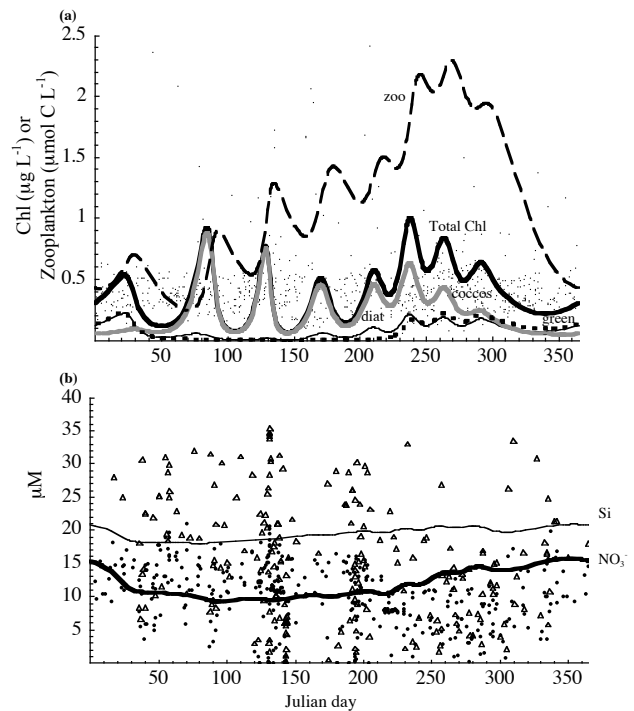 (a)
2.5
2
1.5
1
0.5
Chl (µg L-1) or
Zooplankton (µmol C L-1)
zoo
Total Chl
coccos
diat
green
50 100 150 200 250 300 350
(b)
40
35
30
25
20
15
10
5
µM
Si
NO3-
50 100 150 200 250 300 350
Julian day